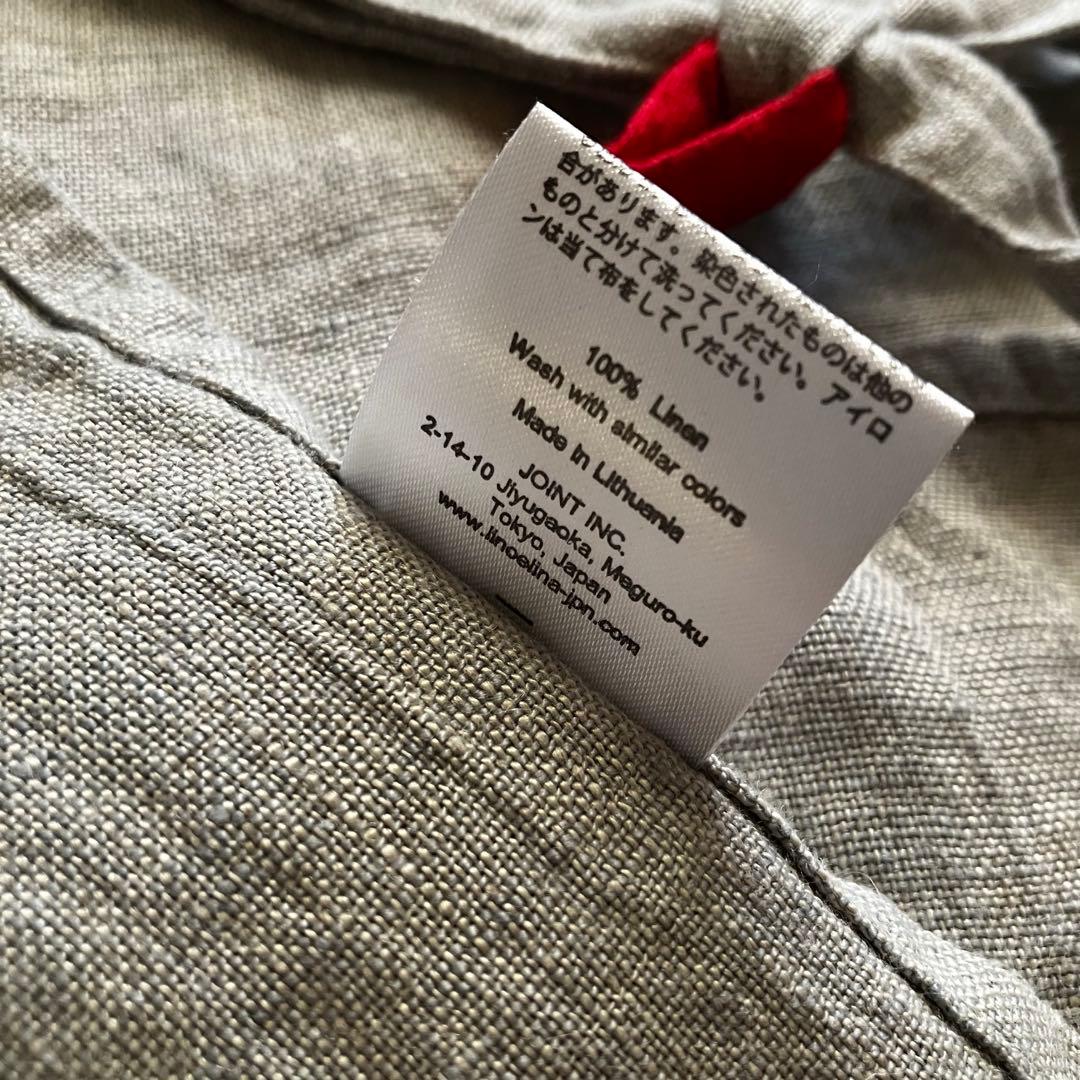 合があります。染色されたものは他の
ものと分けて洗ってください。アイロ
ンは当て布をしてください。
100% Linen
Wash with similar colors
Made in Lithuania
JOINT INC.
2-14-10 Jiyugaoka, Meguro-ku
Tokyo, Japan
www.linoelina-jpn.com